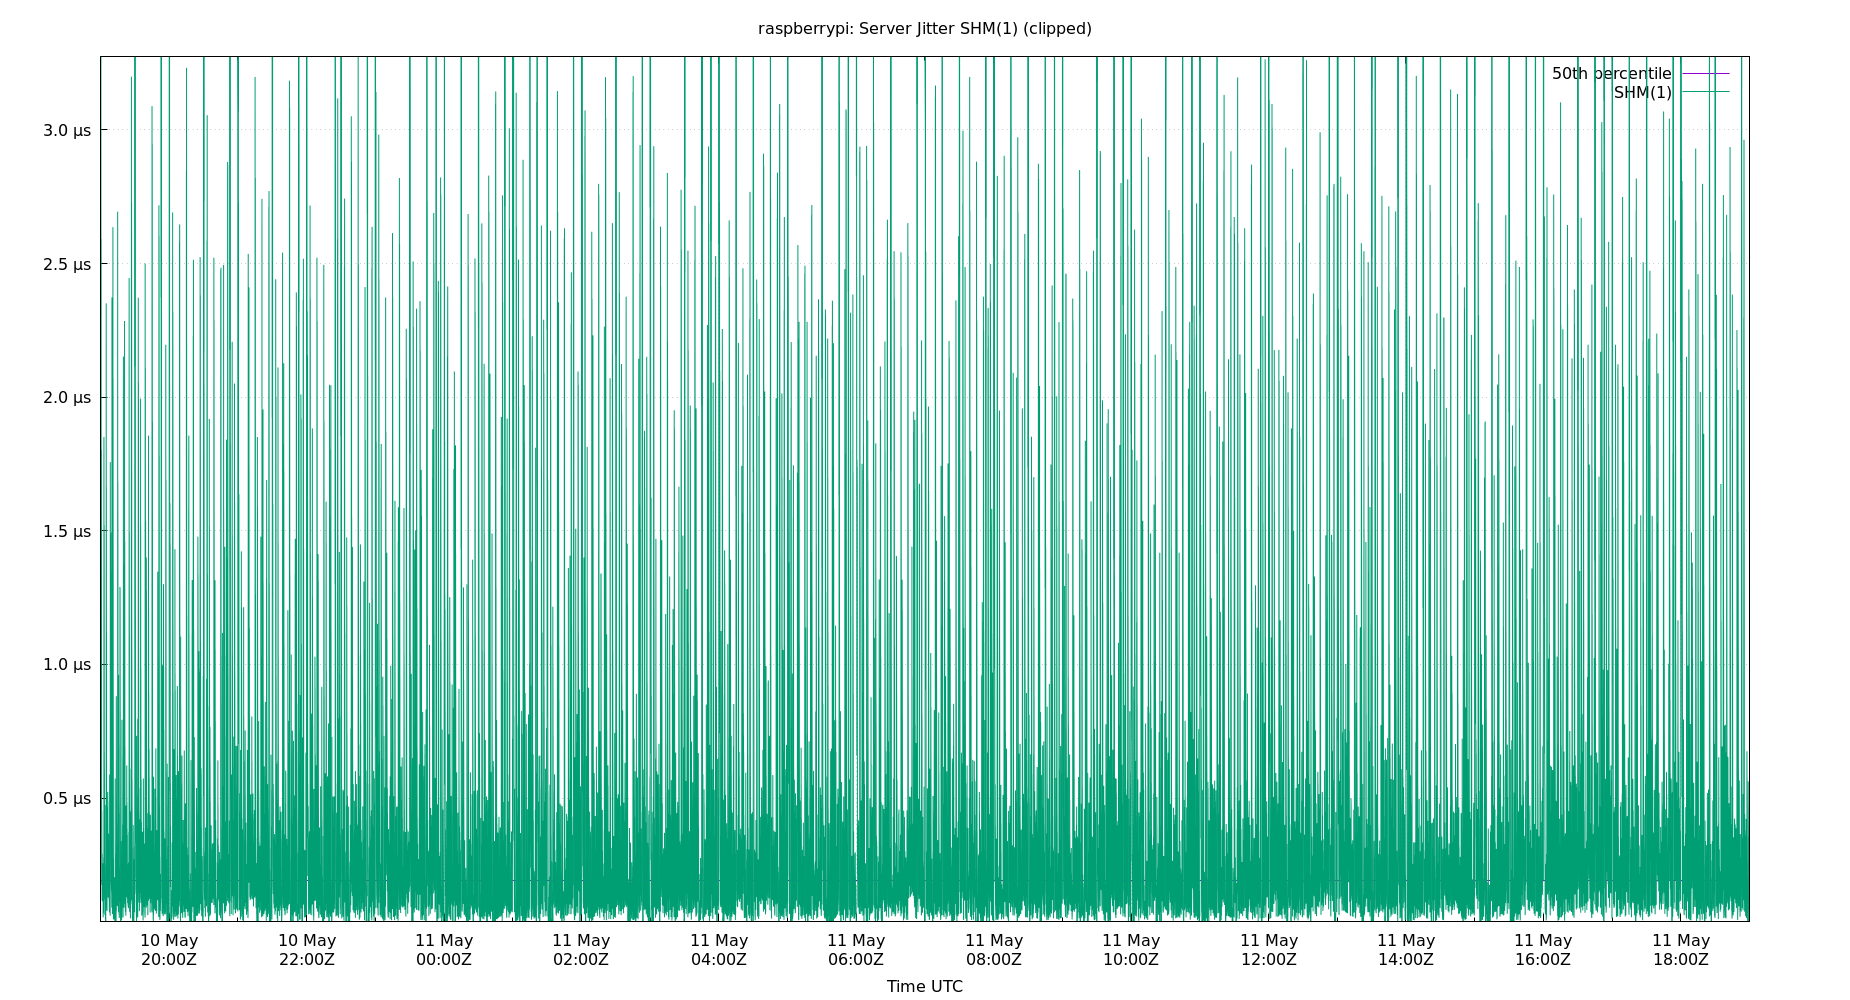 raspberrypi: Server Jitter SHM(1) (clipped)
50th percentile
SHM(1)
3.0 µs
2.5 µs
2.0 µs
1.5 µs
1.0 µs
0.5 µs
10 May 10 May 11 May 11 May 11 May 11 May 11 May 11 May 11 May 11 May 11 May 11 May
20:00Z 22:00Z 00:00Z 02:00Z 04:00Z 06:00Z 08:00Z 10:00Z 12:00Z 14:00Z 16:00Z 18:00Z
Time UTC